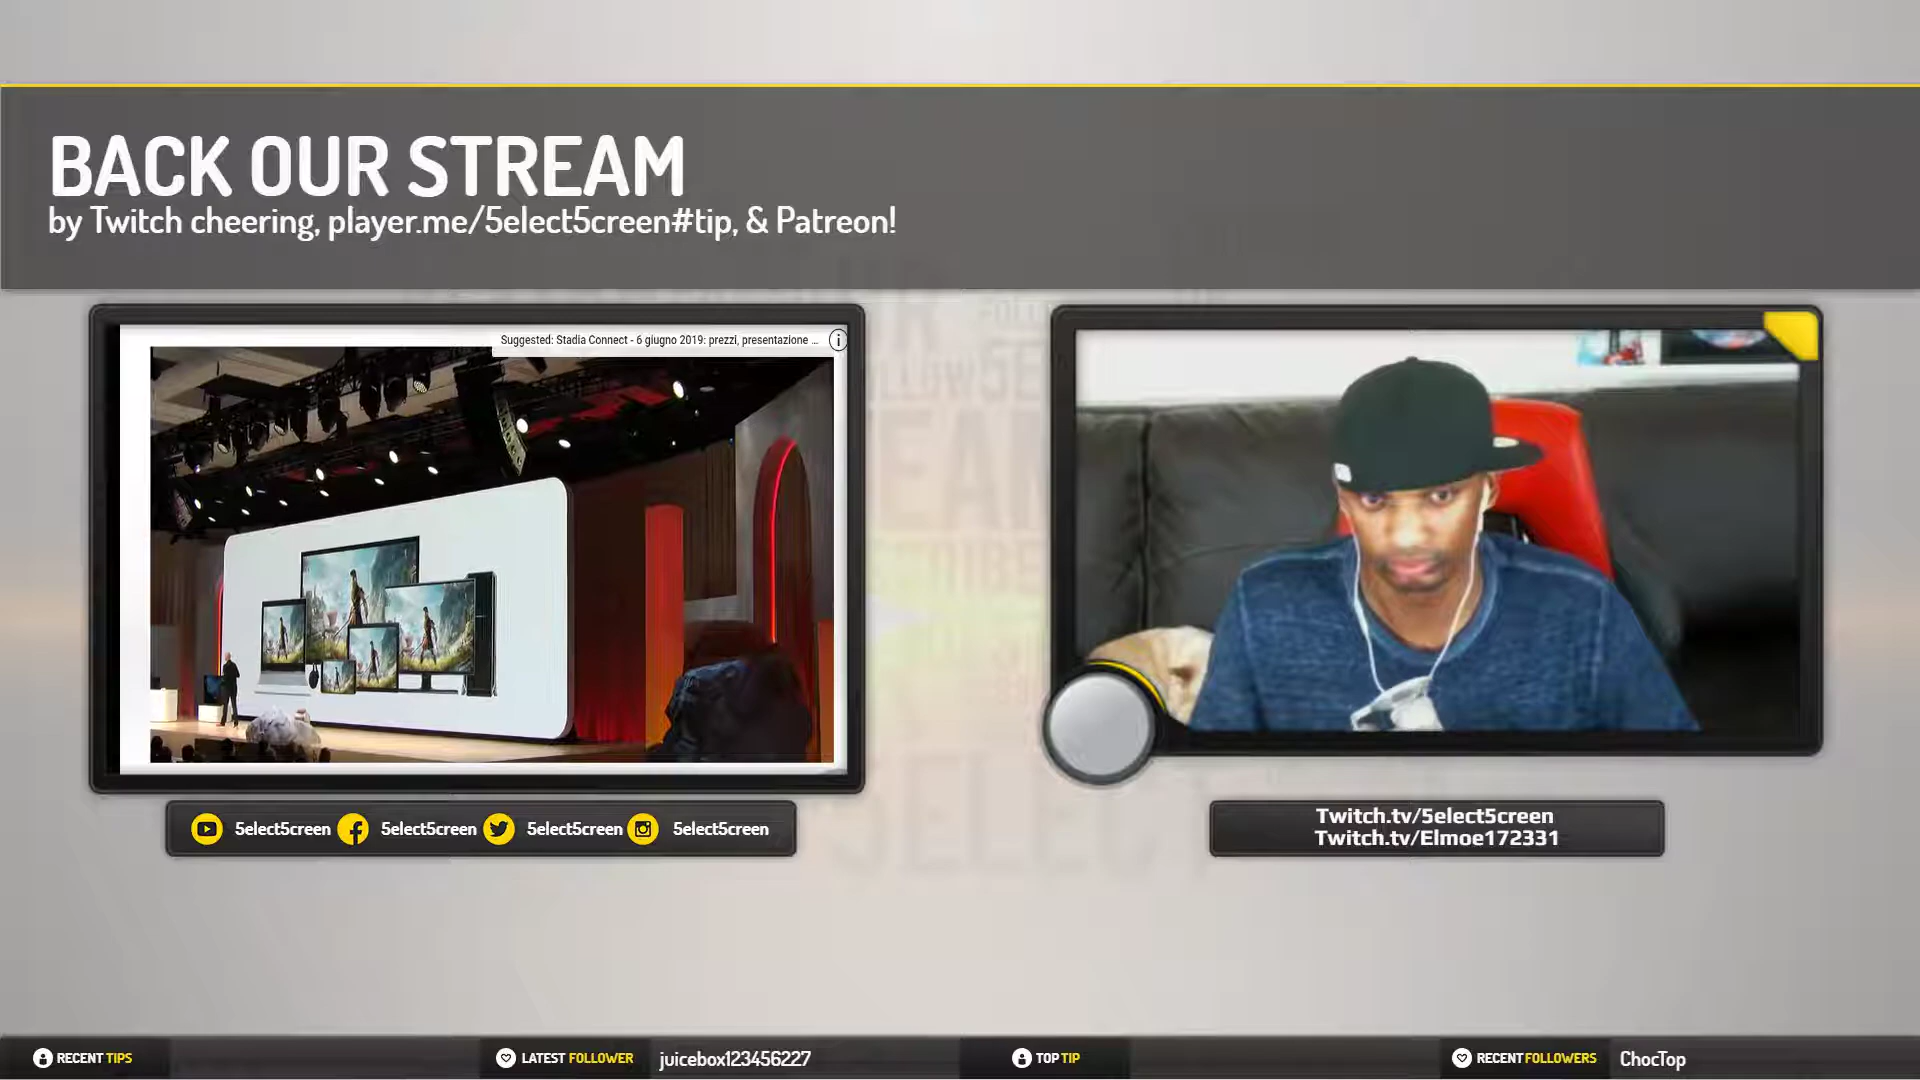 BACK OUR STREAM
by Twitch cheering, player.me/5elect5creen#tip, & Patreon!
Suggested: Stadia Connect - 6 giugno 2019: prezzi, presentazione ...
5elect5creen 5elect5creen 5elect5creen 5elect5creen
Twitch.tv/5elect5creen
Twitch.tv/Elmoe172331
RECENT TIPS LATEST FOLLOWER juicebox123456227 TOP TIP RECENT FOLLOWERS ChocTop